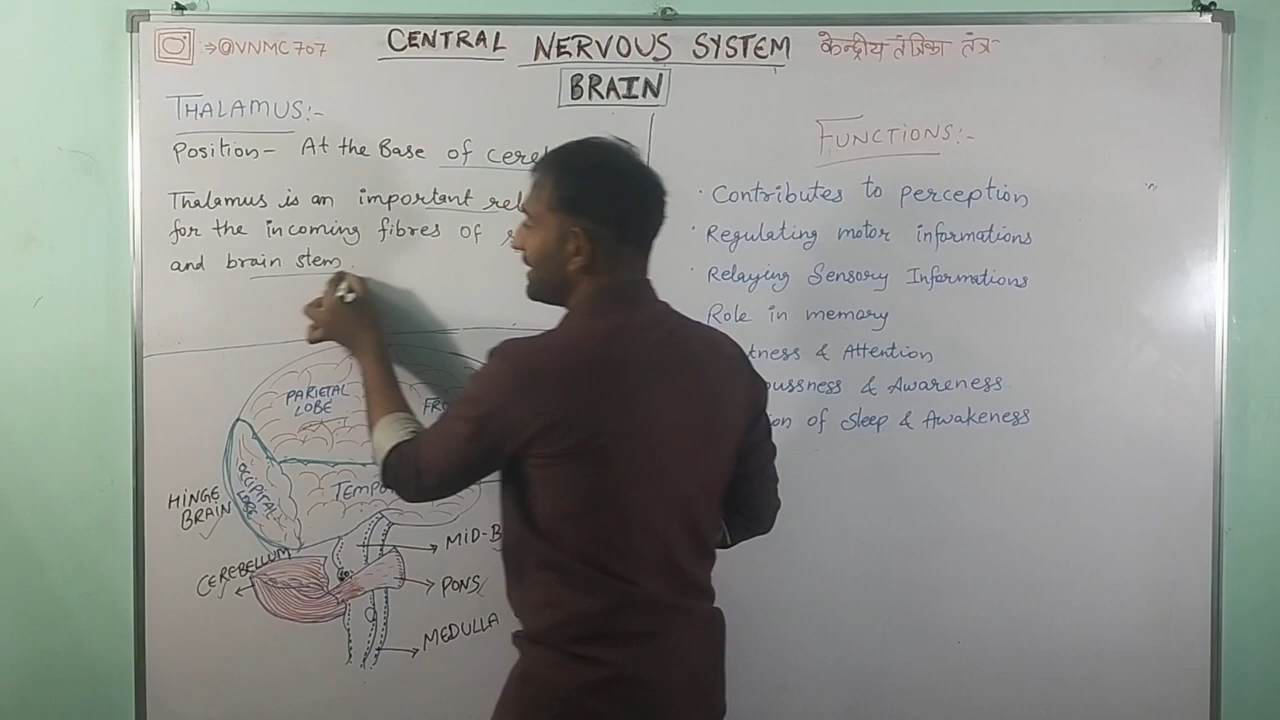 →@VNMC707
CENTRAL NERVOUS SYSTEM केन्द्रीय तंत्रिका तंत्र-
BRAIN
THALAMUS:-
Position- At the Base of cere
Thalamus is an important rel
for the incoming fibres of
and brain stem.
PARIETAL
LOBE
FRO
OCCIPITAL
LOBE
TEMPO
HINGE
BRAIN
CEREBELLUM
MID-B
PONS
MEDULLA
FUNCTIONS:-
· Contributes to perception
· Regulating motor informations
· Relaying Sensory Informations
Role in memory
tness & Attention
oussness & Awareness.
ion of Sleep & Awakeness